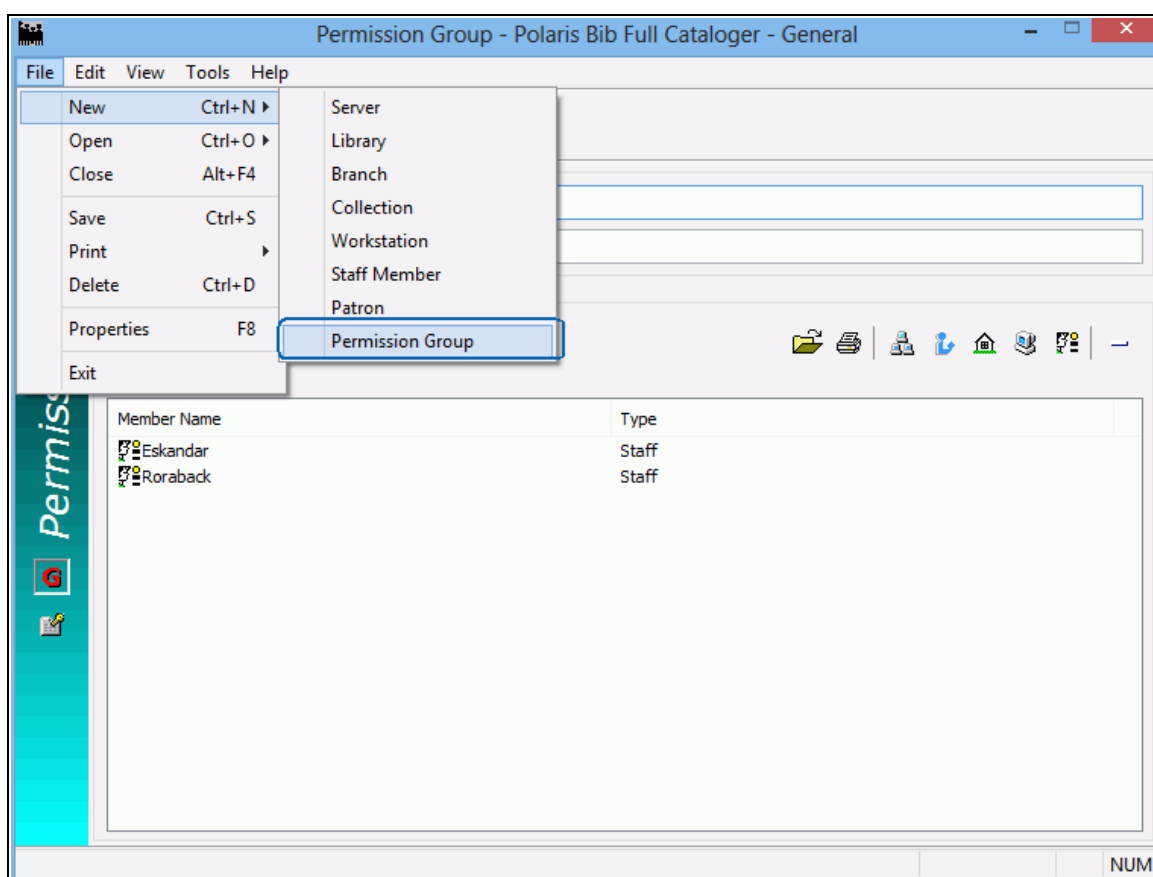 Permission Group - Polaris Bib Full Cataloger - General
File Edit View Tools Help
New Ctrl+N
Open Ctrl+O
Close Alt+F4
Save Ctrl+S
Print
Delete Ctrl+D
Properties F8
Exit
Server
Library
Branch
Collection
Workstation
Staff Member
Patron
Permission Group
Permiss
Member Name Type
Eskandar Staff
Roraback Staff
G
NUM